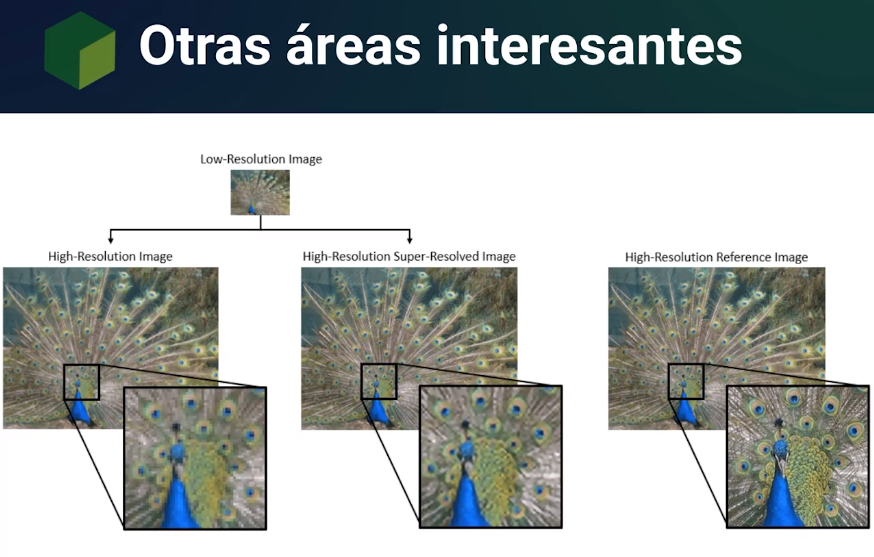 Otras áreas interesantes
Low-Resolution Image
High-Resolution Image
High-Resolution Super-Resolved Image
High-Resolution Reference Image